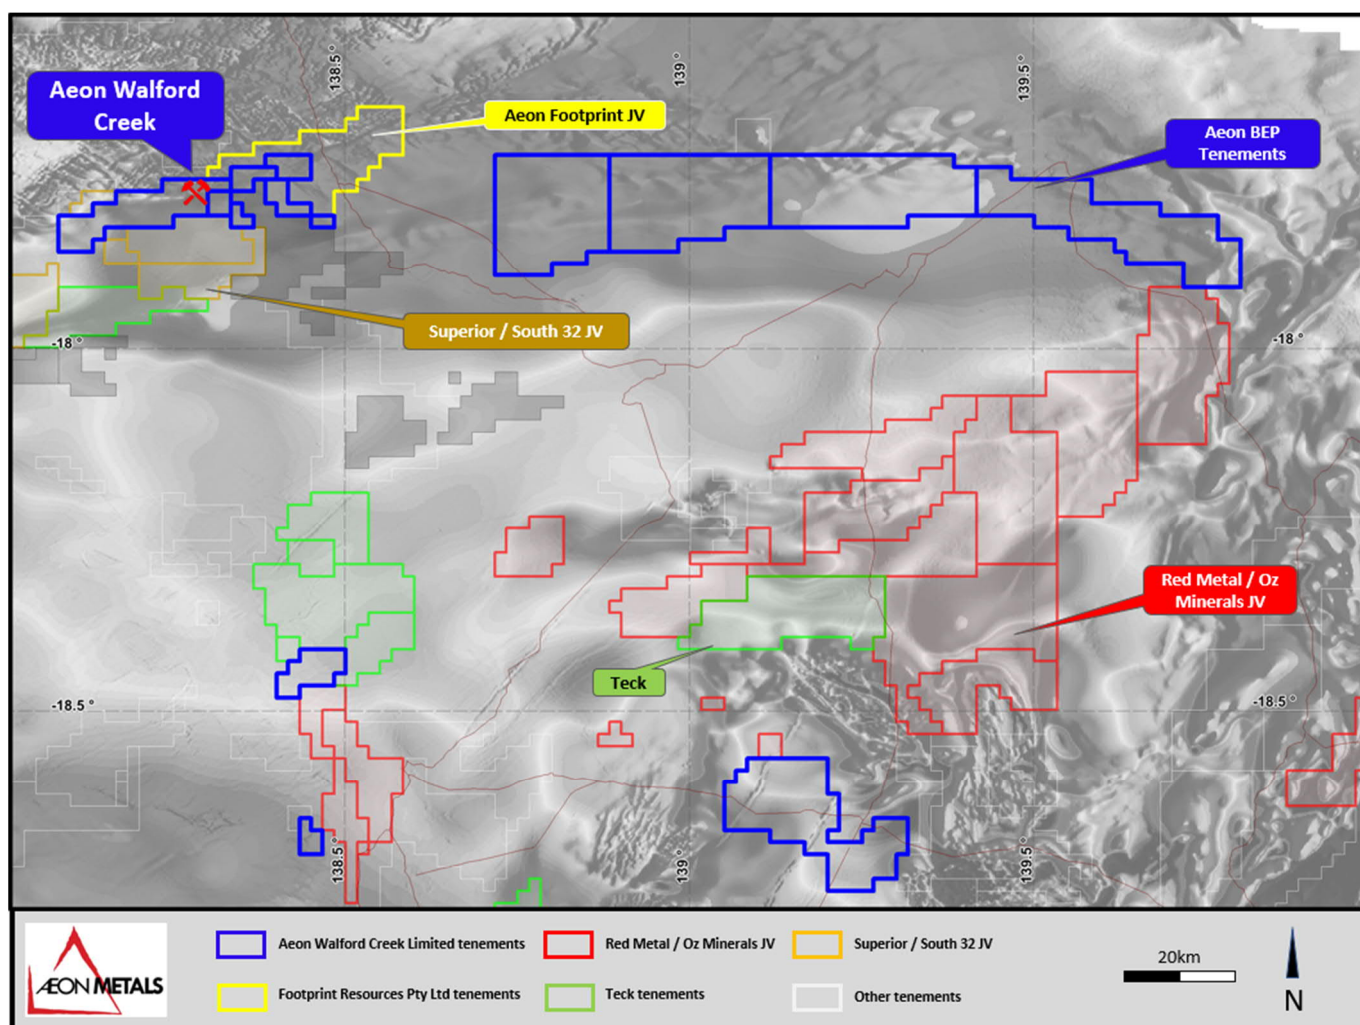 138.5 °
139 °
139.5 °
Aeon Walford
Creek
Aeon Footprint JV
Aeon BEP
Tenements
Superior / South 32 JV
-18 °
-18 °
Red Metal / Oz
Minerals JV
Teck
-18.5 °
-18.5 °
138.5 °
139 °
139.5 °
ÆON METALS
Aeon Walford Creek Limited tenements
Red Metal / Oz Minerals JV
Superior / South 32 JV
20km
Footprint Resources Pty Ltd tenements
Teck tenements
Other tenements
N